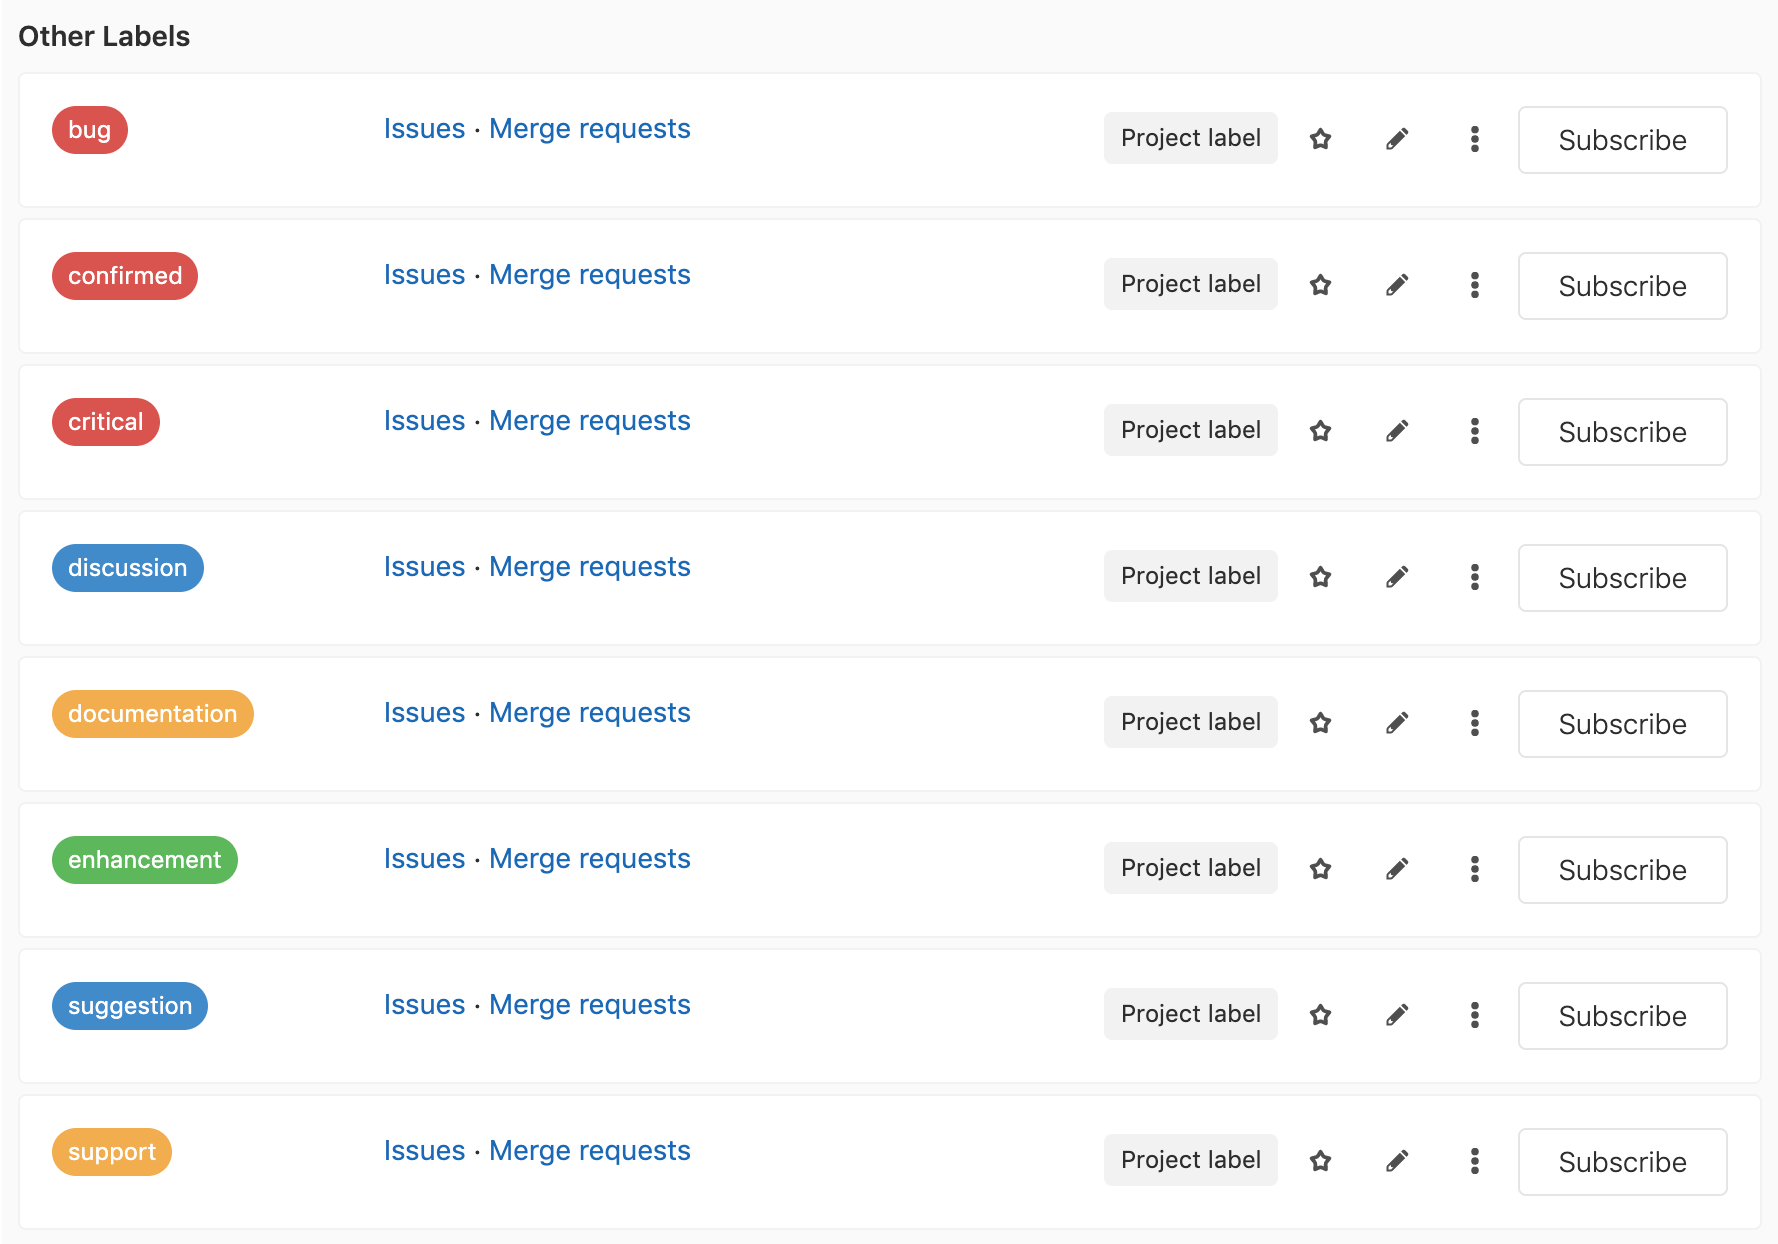 Other Labels
bug Issues · Merge requests Project label Subscribe
confirmed Issues · Merge requests Project label Subscribe
critical Issues · Merge requests Project label Subscribe
discussion Issues · Merge requests Project label Subscribe
documentation Issues · Merge requests Project label Subscribe
enhancement Issues · Merge requests Project label Subscribe
suggestion Issues · Merge requests Project label Subscribe
support Issues · Merge requests Project label Subscribe